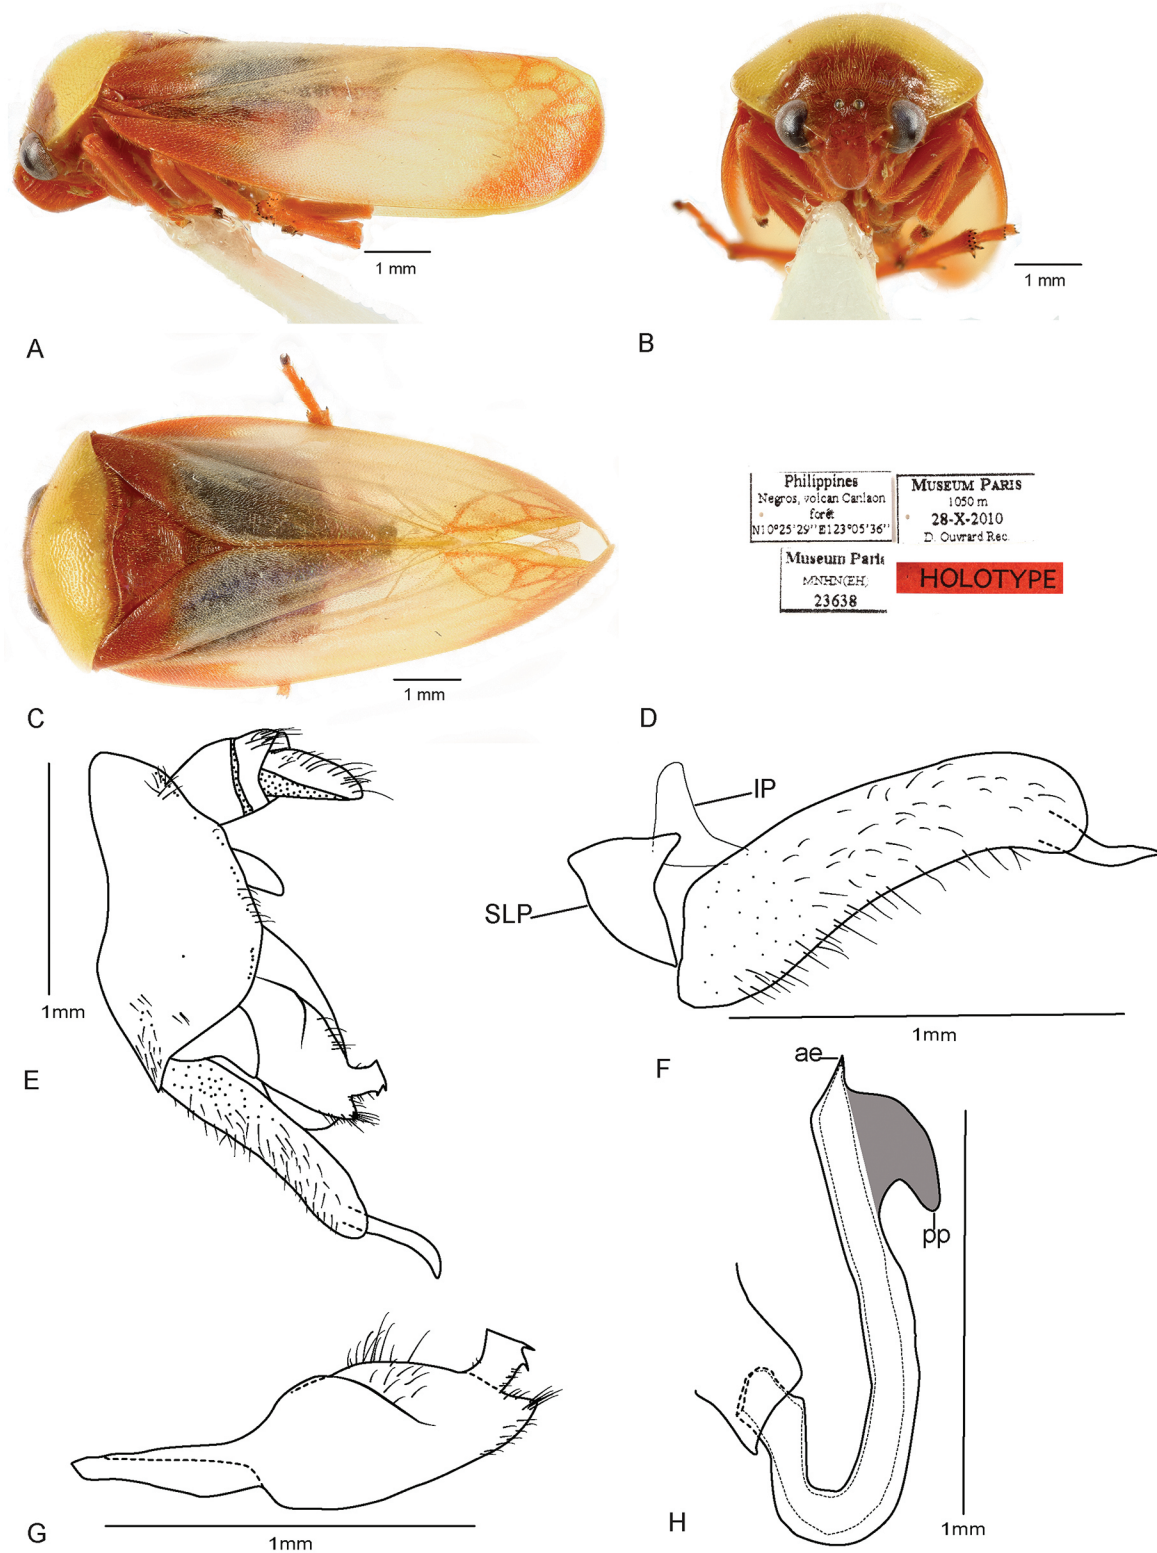 1 mm
1 mm
A
B
Philippines
Negros, volcan Canlaon
forêt
N10°25'29''E123°05'36''
MUSEUM PARIS
1050 m
28-X-2010
D. Ouvrard Rec.
Museum Paris
MNHN(EH)
23638
HOLOTYPE
1 mm
C
D
IP
SLP
1mm
1mm
E
F
ae
pp
G
1mm
H
1mm